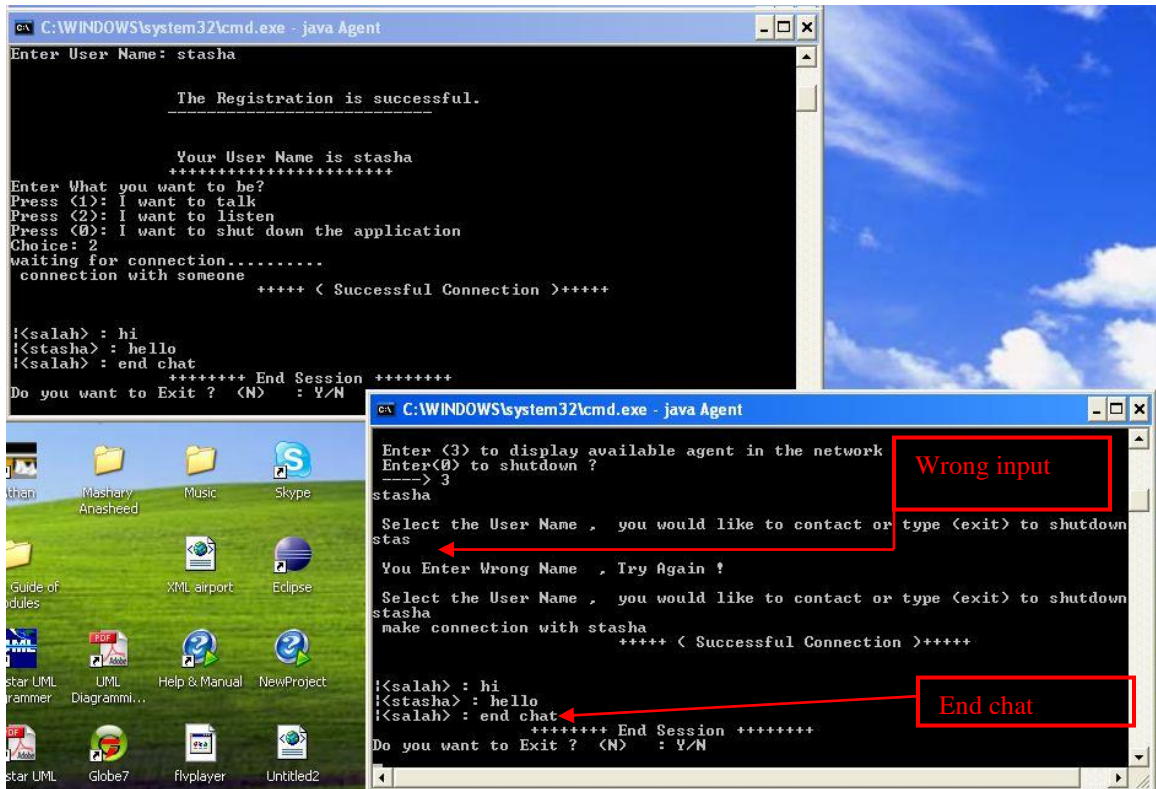 C:\WINDOWS\system32\cmd.exe - java Agent
Enter User Name: stasha
The Registration is successful.
----------------------------
Your User Name is stasha
+++++++++++++++++++++++
Enter What you want to be?
Press (1): I want to talk
Press (2): I want to listen
Press (0): I want to shut down the application
Choice: 2
waiting for connection..........
connection with someone
+++++ ( Successful Connection )+++++
|<salah> : hi
|<stasha> : hello
|<salah> : end chat
++++++++ End Session ++++++++
Do you want to Exit ? (N) : Y/N
C:\WINDOWS\system32\cmd.exe - java Agent
Enter (3) to display available agent in the network
Enter(0) to shutdown ?
----> 3
stasha
Select the User Name , you would like to contact or type (exit) to shutdown
stas
You Enter Wrong Name , Try Again !
Select the User Name , you would like to contact or type (exit) to shutdown
stasha
make connection with stasha
+++++ ( Successful Connection )+++++
|<salah> : hi
|<stasha> : hello
|<salah> : end chat
++++++++ End Session ++++++++
Do you want to Exit ? (N) : Y/N
Wrong input
End chat
Mashary
Anasheed
Music
Skype
Guide of
XML airport
Eclipse
star UML
UML
Diagrammi...
Help & Manual
NewProject
star UML
Globe7
flvplayer
Untitled2